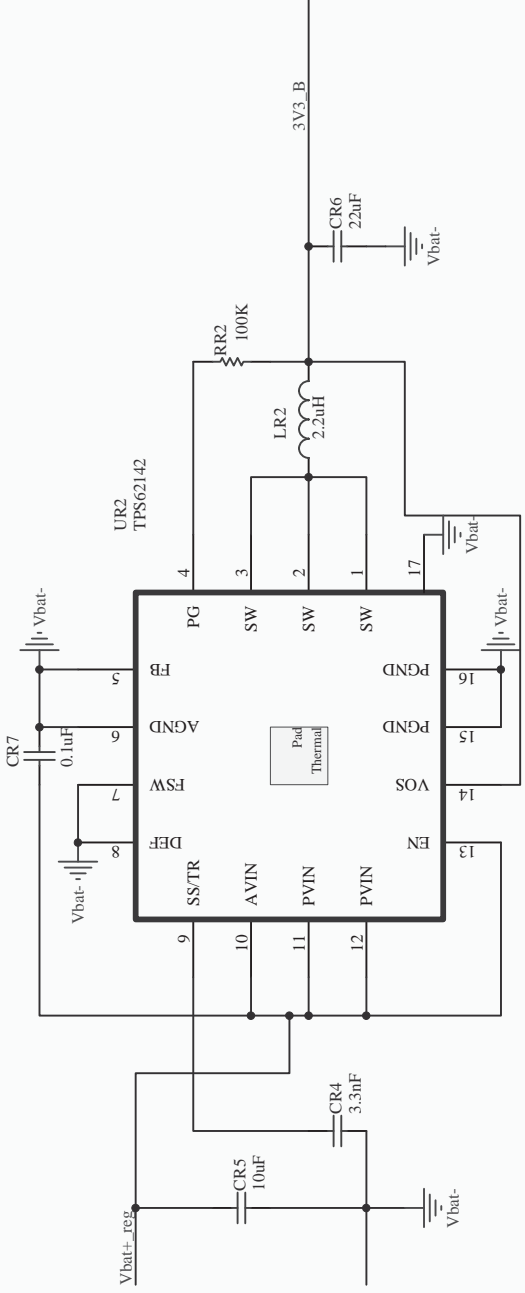 3V3_B
CR6
22uF
Vbat-
RR2
100K
LR2
2.2uH
UR2
TPS62142
4
3
2
1
17
Vbat-
PG
SW
SW
SW
CR7
0.1uF
Vbat-
5
FB
6
AGND
7
FSW
8
DEF
Vbat-
Pad
Thermal
PGND
16
PGND
15
VOS
14
EN
13
Vbat-
SS/TR
AVIN
PVIN
PVIN
9
10
11
12
CR4
3.3nF
CR5
10uF
Vbat+_reg
Vbat-